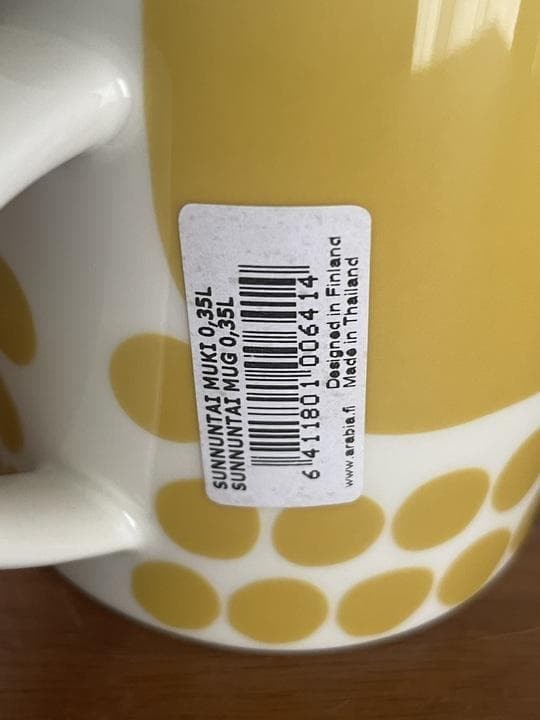 SUNNUNTAI MUKI 0,35L
SUNNUNTAI MUG 0,35L
6 411801 006414
Designed in Finland
www.arabia.fi Made in Thailand